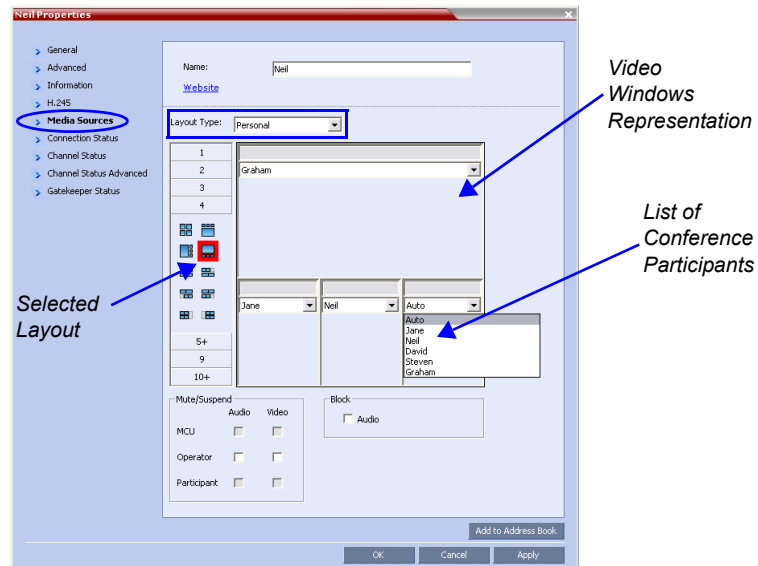 Neil Properties
General
Advanced
Information
H.245
Media Sources
Connection Status
Channel Status
Channel Status Advanced
Gatekeeper Status
Name: Neil
Website
Layout Type: Personal
1
2
3
4
5+
9
10+
Graham
Jane
Neil
Auto
Auto
Jane
Neil
David
Steven
Graham
Mute/Suspend
Audio Video
MCU
Operator
Participant
Block
Audio
Add to Address Book
OK Cancel Apply
Video
Windows
Representation
List of
Conference
Participants
Selected
Layout